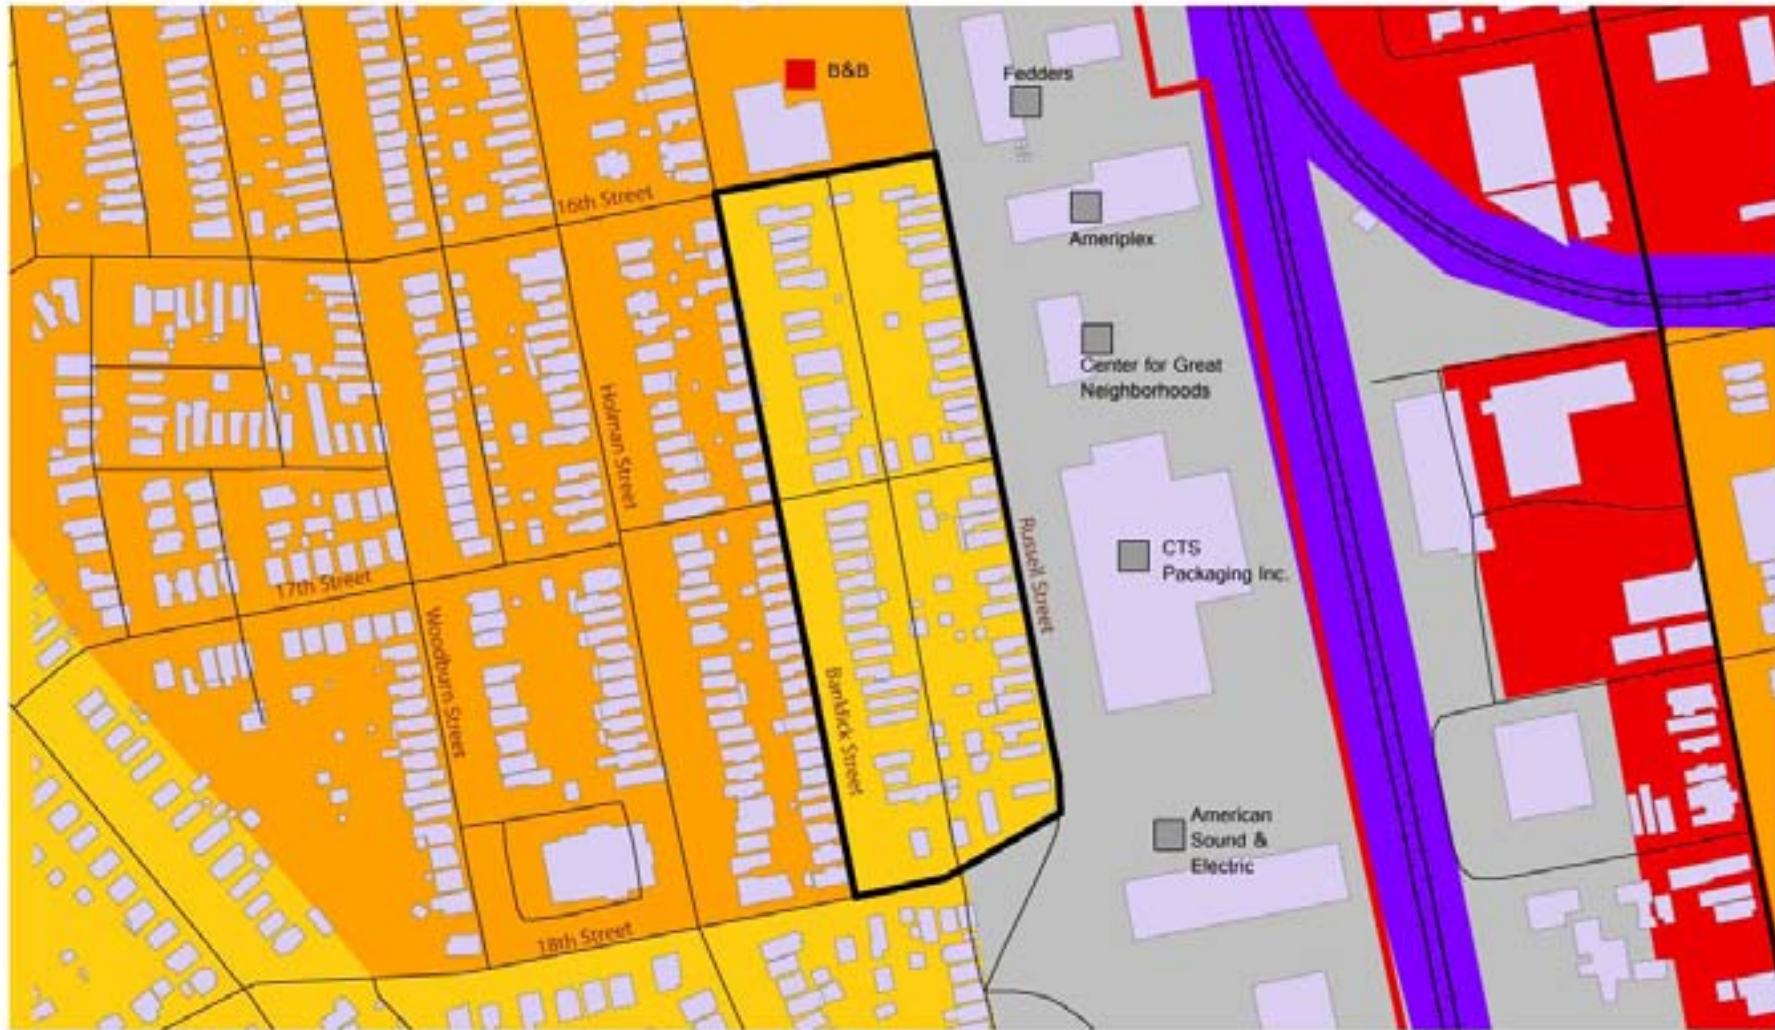 B&B
Fedders
16th Street
Ameriplex
Center for Great
Neighborhoods
Holman Street
Russell Street
CTS
Packaging Inc.
17th Street
Woodburn Street
Banklick Street
American
Sound &
Electric
18th Street